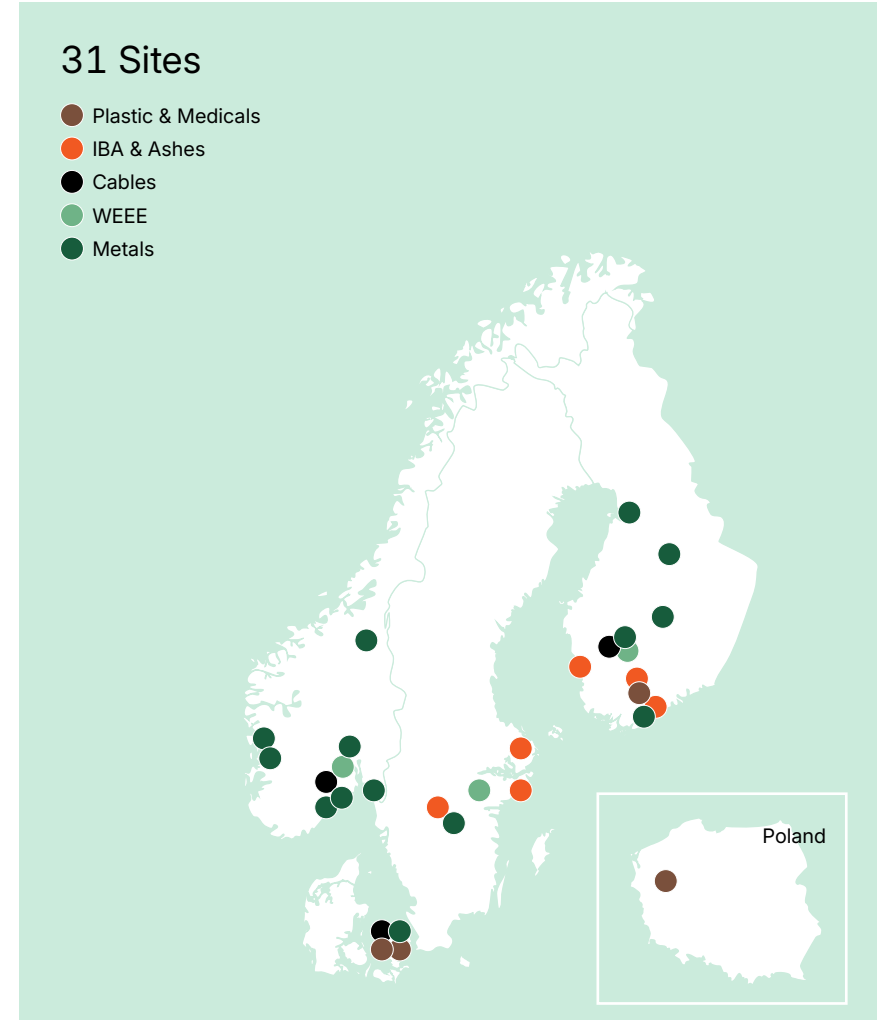 31 Sites
Plastic & Medicals
IBA & Ashes
Cables
WEEE
Metals
Poland